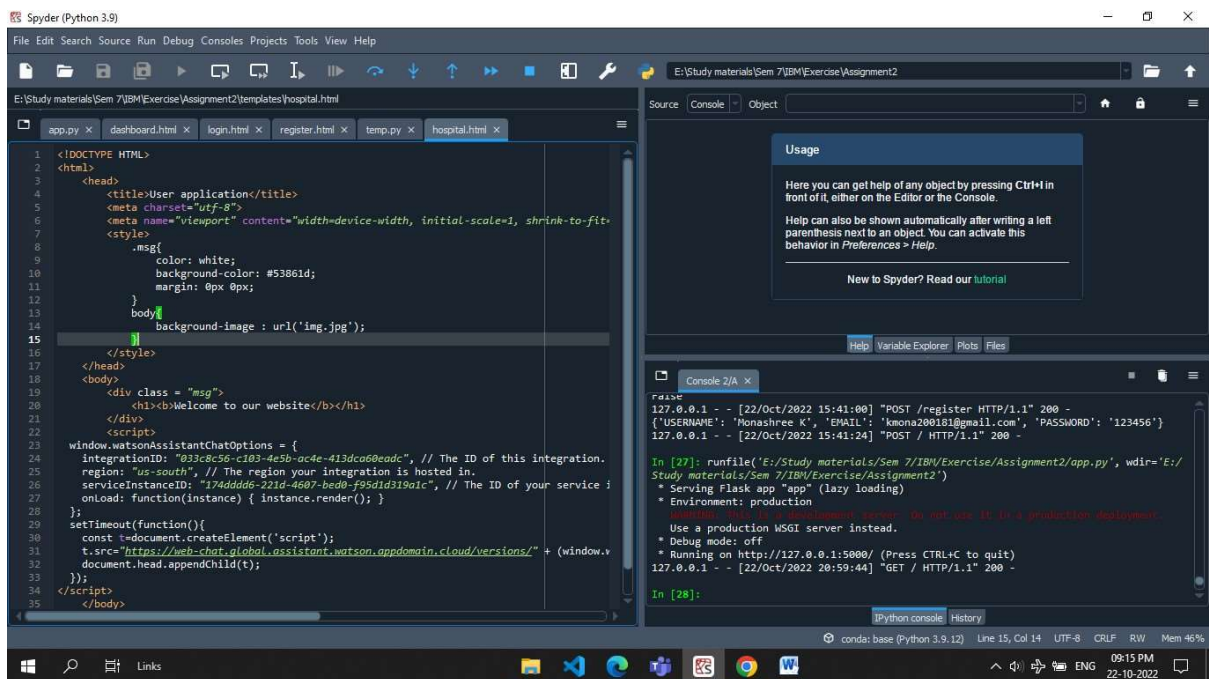 Spyder (Python 3.9)
File Edit Search Source Run Debug Consoles Projects Tools View Help
E:\Study materials\Sem 7\IBM\Exercise\Assignment2
E:\Study materials\Sem 7\IBM\Exercise\Assignment2\templates\hospital.html
app.py × dashboard.html × login.html × register.html × temp.py × hospital.html ×
1 <!DOCTYPE HTML>
2 <html>
3 <head>
4 <title>User application</title>
5 <meta charset="utf-8">
6 <meta name="viewport" content="width=device-width, initial-scale=1, shrink-to-fit=
7 <style>
8 .msg{
9 color: white;
10 background-color: #53861d;
11 margin: 0px 0px;
12 }
13 body{
14 background-image : url('img.jpg');
15 }
16 </style>
17 </head>
18 <body>
19 <div class = "msg">
20 <h1><b>Welcome to our website</b></h1>
21 </div>
22 <script>
23 window.watsonAssistantChatOptions = {
24 integrationID: "033c8c56-c103-4e5b-ac4e-413dca60eadc", // The ID of this integration.
25 region: "us-south", // The region your integration is hosted in.
26 serviceInstanceID: "174dddd6-221d-4607-bed0-f95d1d319a1c", // The ID of your service i
27 onLoad: function(instance) { instance.render(); }
28 };
29 setTimeout(function(){
30 const t=document.createElement('script');
31 t.src="https://web-chat.global.assistant.watson.appdomain.cloud/versions/" + (window.w
32 document.head.appendChild(t);
33 });
34 </script>
35 </body>
Source Console Object
Usage
Here you can get help of any object by pressing Ctrl+I in
front of it, either on the Editor or the Console.
Help can also be shown automatically after writing a left
parenthesis next to an object. You can activate this
behavior in Preferences > Help.
New to Spyder? Read our tutorial
Help Variable Explorer Plots Files
Console 2/A ×
raise
127.0.0.1 - - [22/Oct/2022 15:41:00] "POST /register HTTP/1.1" 200 -
{'USERNAME': 'Monashree K', 'EMAIL': 'kmona200181@gmail.com', 'PASSWORD': '123456'}
127.0.0.1 - - [22/Oct/2022 15:41:24] "POST / HTTP/1.1" 200 -
In [27]: runfile('E:/Study materials/Sem 7/IBM/Exercise/Assignment2/app.py', wdir='E:/
Study materials/Sem 7/IBM/Exercise/Assignment2')
* Serving Flask app "app" (lazy loading)
* Environment: production
WARNING: This is a development server. Do not use it in a production deployment.
Use a production WSGI server instead.
* Debug mode: off
* Running on http://127.0.0.1:5000/ (Press CTRL+C to quit)
127.0.0.1 - - [22/Oct/2022 20:59:44] "GET / HTTP/1.1" 200 -
In [28]:
IPython console History
conda: base (Python 3.9.12) Line 15, Col 14 UTF-8 CRLF RW Mem 46%
Links
ENG
09:15 PM
22-10-2022